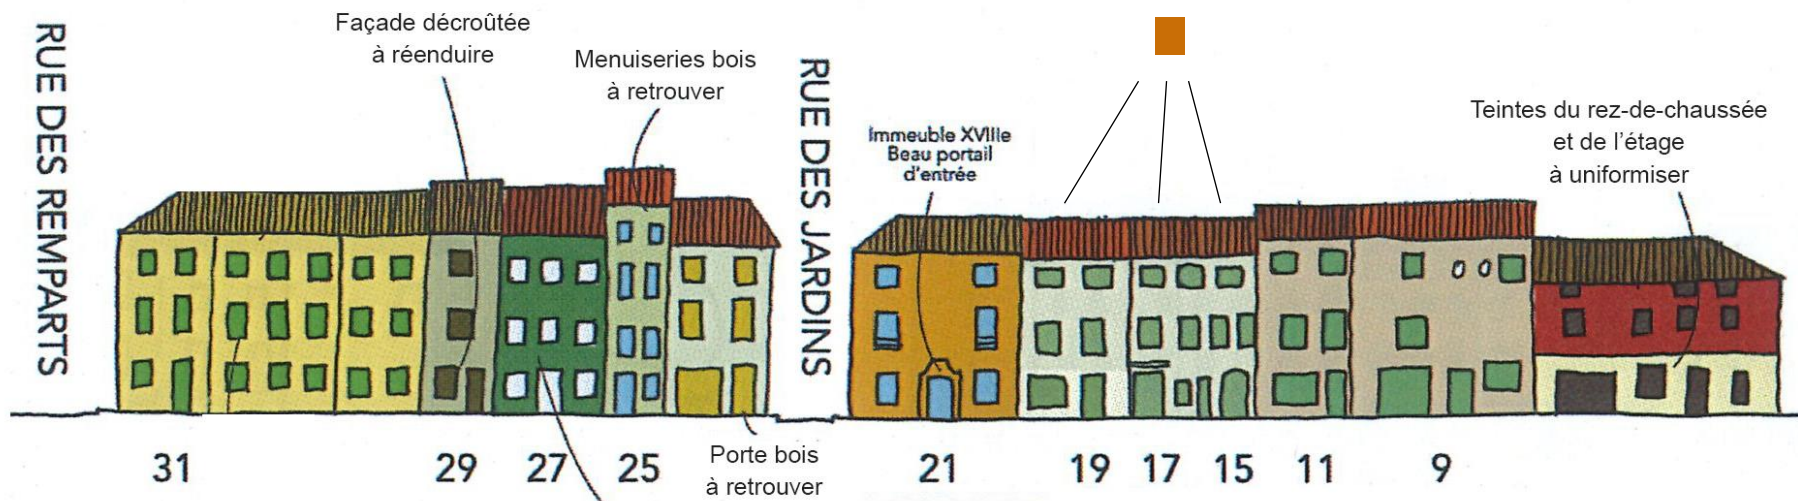 RUE DES REMPARTS
Façade décroûtée
à réenduire
Menuiseries bois
à retrouver
RUE DES JARDINS
Immeuble XVIIIe
Beau portail
d'entrée
Teintes du rez-de-chaussée
et de l'étage
à uniformiser
31
29
27
25
Porte bois
à retrouver
21
19
17
15
11
9